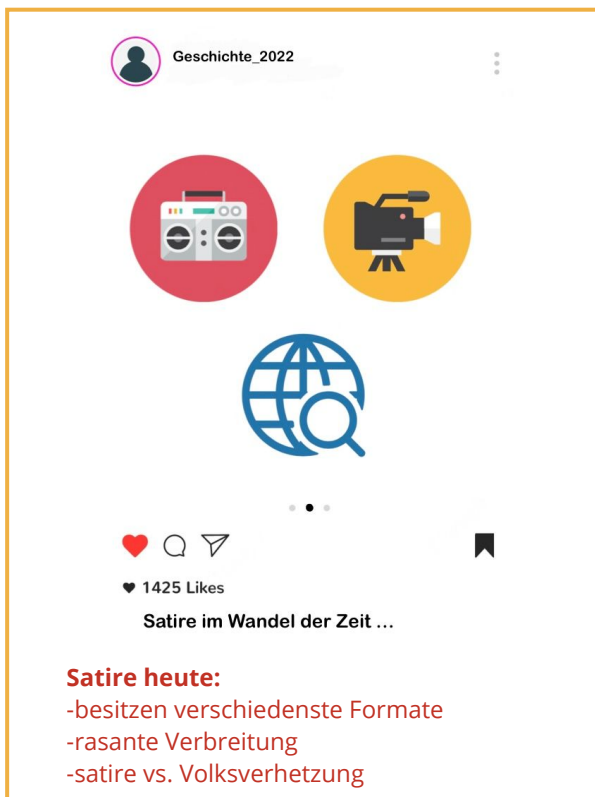 Geschichte_2022
1425 Likes
Satire im Wandel der Zeit ...
Satire heute:
-besitzen verschiedenste Formate
-rasante Verbreitung
-satire vs. Volksverhetzung